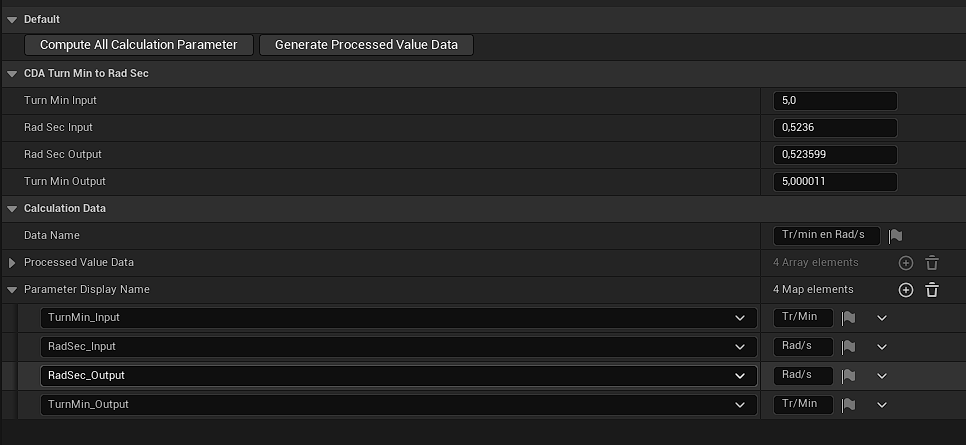 Default
Compute All Calculation Parameter Generate Processed Value Data
CDA Turn Min to Rad Sec
Turn Min Input 5,0
Rad Sec Input 0,5236
Rad Sec Output 0,523599
Turn Min Output 5,000011
Calculation Data
Data Name Tr/min en Rad/s
Processed Value Data 4 Array elements
Parameter Display Name 4 Map elements
TurnMin_Input Tr/Min
RadSec_Input Rad/s
RadSec_Output Rad/s
TurnMin_Output Tr/Min